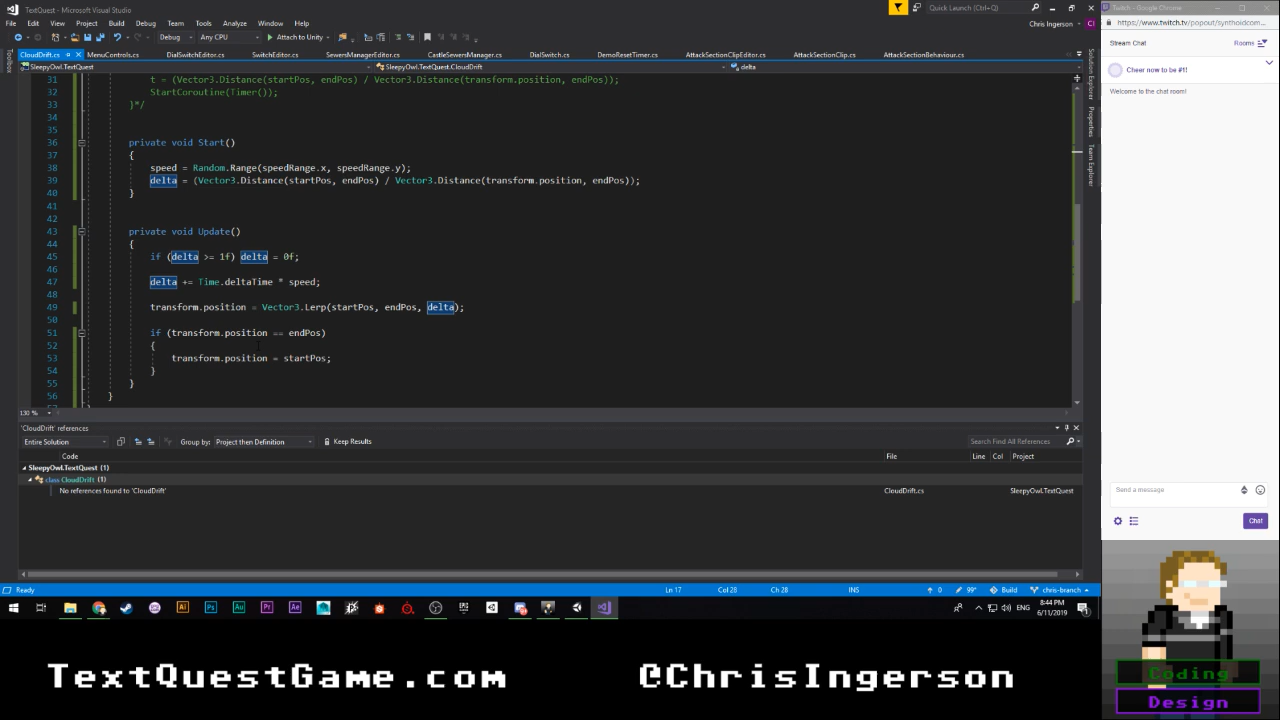 TextQuest - Microsoft Visual Studio
Quick Launch (Ctrl+Q)
Twitch - Google Chrome
File Edit View Project Build Debug Team Tools Analyze Window Help
Chris Ingerson CI
https://www.twitch.tv/popout/synthoidcom...
Debug Any CPU Attach to Unity
Stream Chat Rooms
CloudDrift.cs MenuControls.cs DialSwitchEditor.cs SwitchEditor.cs SewersManagerEditor.cs DialSwitch.cs DemoResetTimer.cs AttackSectionClip.cs AttackSectionBehaviour.cs
SleepyOwl.TextQuest SleepyOwl.TextQuest.CloudDrift delta
Cheer now to be #1!
Welcome to the chat room!
31 t = (Vector3.Distance(startPos, endPos) / Vector3.Distance(transform.position, endPos));
32 StartCoroutine(Timer());
33 }*/
34
35
36 private void Start()
37 {
38 speed = Random.Range(speedRange.x, speedRange.y);
39 delta = (Vector3.Distance(startPos, endPos) / Vector3.Distance(transform.position, endPos));
40 }
41
42
43 private void Update()
44 {
45 if (delta >= 1f) delta = 0f;
46
47 delta += Time.deltaTime * speed;
48
49 transform.position = Vector3.Lerp(startPos, endPos, delta);
50
51 if (transform.position == endPos)
52 {
53 transform.position = startPos;
54 }
55 }
56 }
Solution Explorer
Properties
Team Explorer
130 %
'CloudDrift' references
Entire Solution Group by: Project then Definition Keep Results Search Find All References
Code File Line Col Project
SleepyOwl.TextQuest (1)
class CloudDrift (1)
No references found to 'CloudDrift' CloudDrift.cs SleepyOwl.TextQuest
Send a message
Chat
Ready Ln 17 Col 28 Ch 28 INS 0 99* Build chris-branch
ENG 8:44 PM
6/11/2019
TextQuestGame.com @ChrisIngerson
Coding
Design